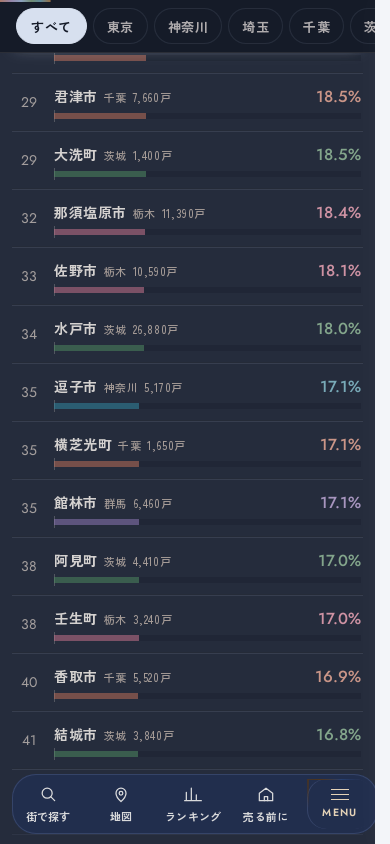 すべて 東京 神奈川 埼玉 千葉 茨
29 君津市 千葉 7,660戸 18.5%
29 大洗町 茨城 1,400戸 18.5%
32 那須塩原市 栃木 11,390戸 18.4%
33 佐野市 栃木 10,590戸 18.1%
34 水戸市 茨城 26,880戸 18.0%
35 逗子市 神奈川 5,170戸 17.1%
35 横芝光町 千葉 1,650戸 17.1%
35 館林市 群馬 6,460戸 17.1%
38 阿見町 茨城 4,410戸 17.0%
38 壬生町 栃木 3,240戸 17.0%
40 香取市 千葉 5,520戸 16.9%
41 結城市 茨城 3,840戸 16.8%
街で探す 地図 ランキング 売る前に MENU